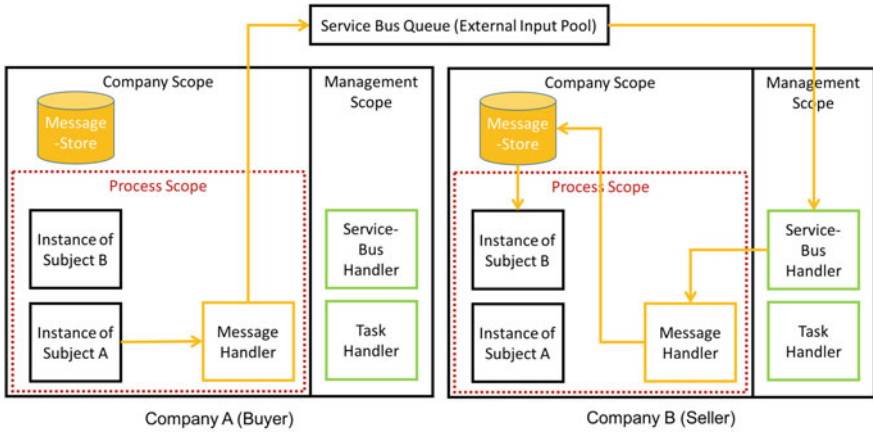 Service Bus Queue (External Input Pool)
Company Scope
Management
Scope
Message
-Store
Process Scope
Instance of
Subject B
Service-
Bus
Handler
Instance of
Subject A
Message
Handler
Task
Handler
Company A (Buyer)
Company Scope
Management
Scope
Message
-Store
Process Scope
Instance of
Subject B
Service-
Bus
Handler
Instance of
Subject A
Message
Handler
Task
Handler
Company B (Seller)